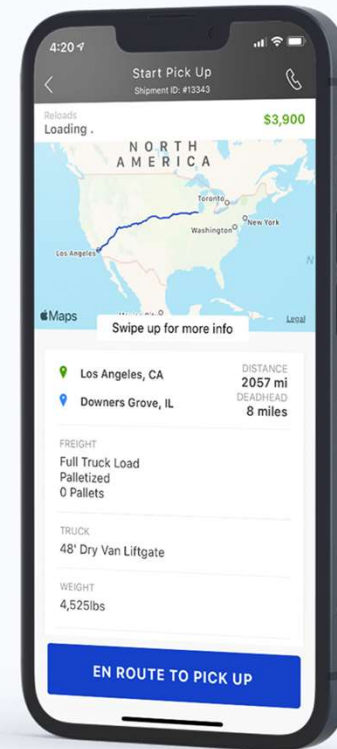 4:20
Start Pick Up
Shipment ID: #13343
Reloads
$3,900
Loading .
NORTH
AMERICA
Toronto
New York
Washington
Los Angeles
Maps
Legal
Swipe up for more info
Los Angeles, CA
DISTANCE
2057 mi
Downers Grove, IL
DEADHEAD
8 miles
FREIGHT
Full Truck Load
Palletized
0 Pallets
TRUCK
48' Dry Van Liftgate
WEIGHT
4,525lbs
EN ROUTE TO PICK UP